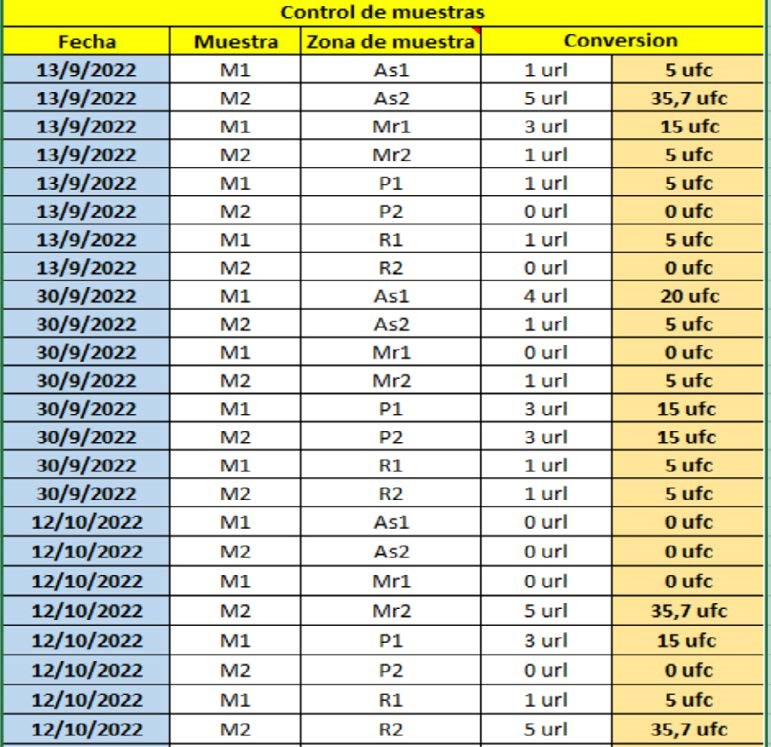 Control de muestras
Fecha Muestra Zona de muestra Conversion
13/9/2022 M1 As1 1 url 5 ufc
13/9/2022 M2 As2 5 url 35,7 ufc
13/9/2022 M1 Mr1 3 url 15 ufc
13/9/2022 M2 Mr2 1 url 5 ufc
13/9/2022 M1 P1 1 url 5 ufc
13/9/2022 M2 P2 0 url 0 ufc
13/9/2022 M1 R1 1 url 5 ufc
13/9/2022 M2 R2 0 url 0 ufc
30/9/2022 M1 As1 4 url 20 ufc
30/9/2022 M2 As2 1 url 5 ufc
30/9/2022 M1 Mr1 0 url 0 ufc
30/9/2022 M2 Mr2 1 url 5 ufc
30/9/2022 M1 P1 3 url 15 ufc
30/9/2022 M2 P2 3 url 15 ufc
30/9/2022 M1 R1 1 url 5 ufc
30/9/2022 M2 R2 1 url 5 ufc
12/10/2022 M1 As1 0 url 0 ufc
12/10/2022 M2 As2 0 url 0 ufc
12/10/2022 M1 Mr1 0 url 0 ufc
12/10/2022 M2 Mr2 5 url 35,7 ufc
12/10/2022 M1 P1 3 url 15 ufc
12/10/2022 M2 P2 0 url 0 ufc
12/10/2022 M1 R1 1 url 5 ufc
12/10/2022 M2 R2 5 url 35,7 ufc